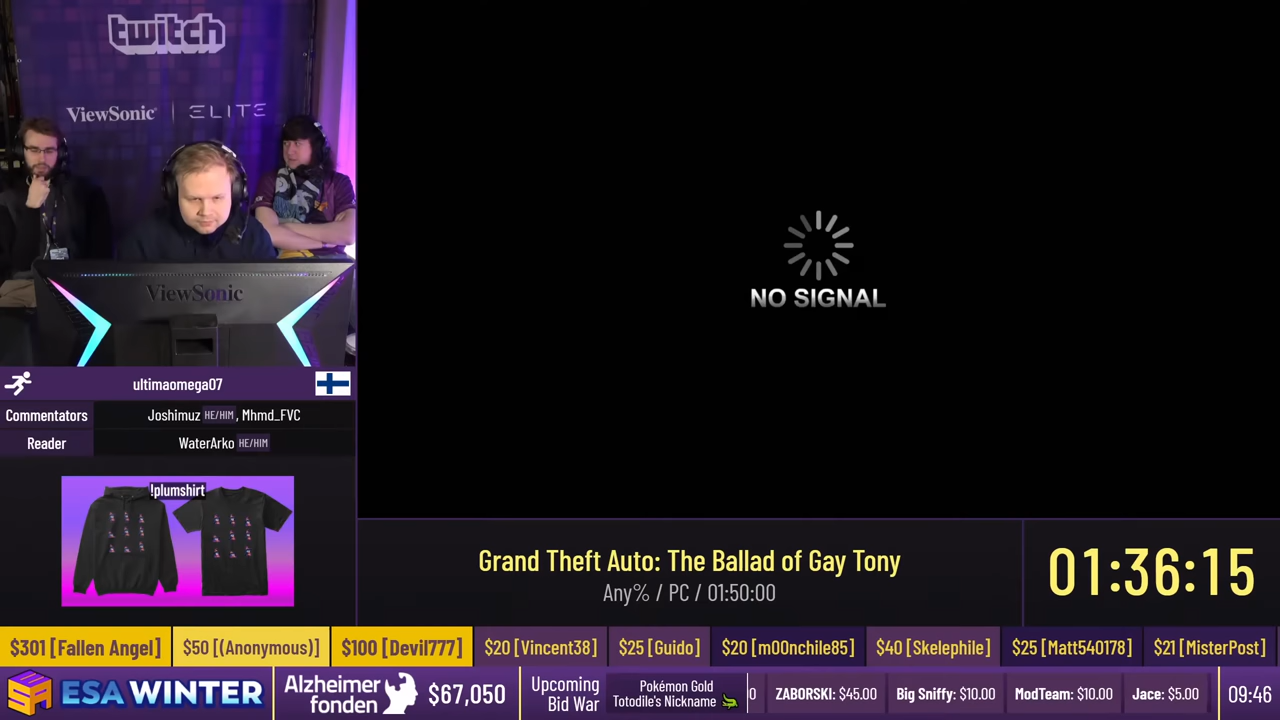 twitch
ViewSonic | ELITE
ViewSonic
NO SIGNAL
ultimaomega07
Commentators
Joshimuz HE/HIM, Mhmd_FVC
Reader
WaterArko HE/HIM
!plumshirt
Grand Theft Auto: The Ballad of Gay Tony
Any% / PC / 01:50:00
01:36:15
$301 [Fallen Angel]
$50 [(Anonymous)]
$100 [Devil777]
$20 [Vincent38]
$25 [Guido]
$20 [m00nchile85]
$40 [Skelephile]
$25 [Matt540178]
$21 [MisterPost]
ESA WINTER
Alzheimer
fonden
$67,050
Upcoming
Bid War
Pokémon Gold
Totodile's Nickname
0
ZABORSKI: $45.00
Big Sniffy: $10.00
ModTeam: $10.00
Jace: $5.00
09:46